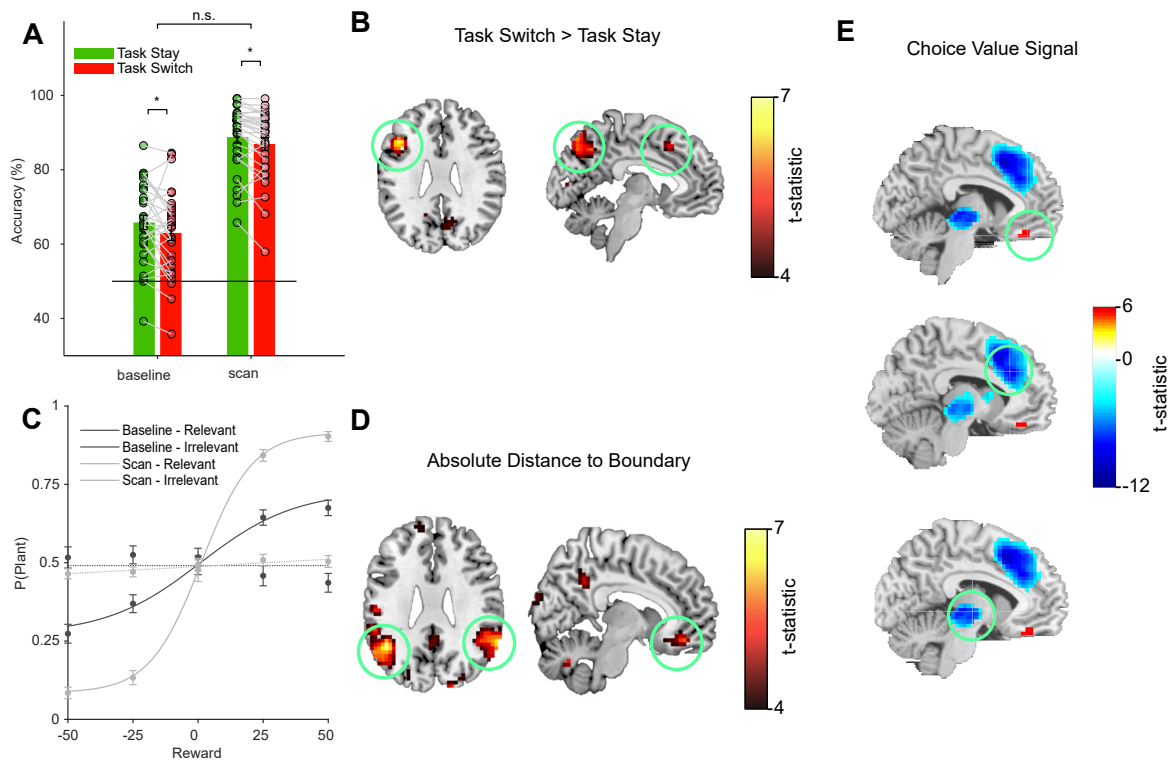 A
n.s.
Task Stay
Task Switch
*
*
100
80
60
40
Accuracy (%)
baseline
scan
B
Task Switch > Task Stay
7
4
t-statistic
C
Baseline - Relevant
Baseline - Irrelevant
Scan - Relevant
Scan - Irrelevant
1
0.75
0.5
0.25
0
P(Plant)
-50
-25
0
25
50
Reward
D
Absolute Distance to Boundary
7
4
t-statistic
E
Choice Value Signal
6
0
-12
t-statistic